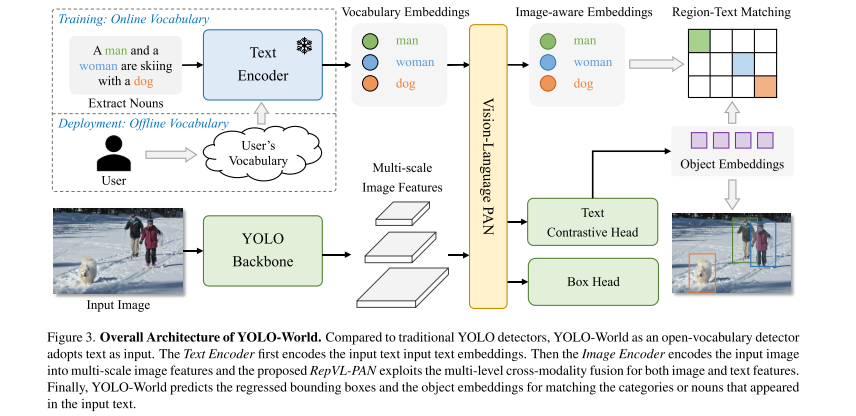 Training: Online Vocabulary
A man and a
woman are skiing
with a dog
Extract Nouns
Text
Encoder
Deployment: Offline Vocabulary
User
User's
Vocabulary
Vocabulary Embeddings
man
woman
dog
Image-aware Embeddings
man
woman
dog
Region-Text Matching
Input Image
YOLO
Backbone
Multi-scale
Image Features
Vision-Language PAN
Text
Contrastive Head
Box Head
Object Embeddings
Figure 3. Overall Architecture of YOLO-World. Compared to traditional YOLO detectors, YOLO-World as an open-vocabulary detector
adopts text as input. The Text Encoder first encodes the input text input text embeddings. Then the Image Encoder encodes the input image
into multi-scale image features and the proposed RepVL-PAN exploits the multi-level cross-modality fusion for both image and text features.
Finally, YOLO-World predicts the regressed bounding boxes and the object embeddings for matching the categories or nouns that appeared
in the input text.